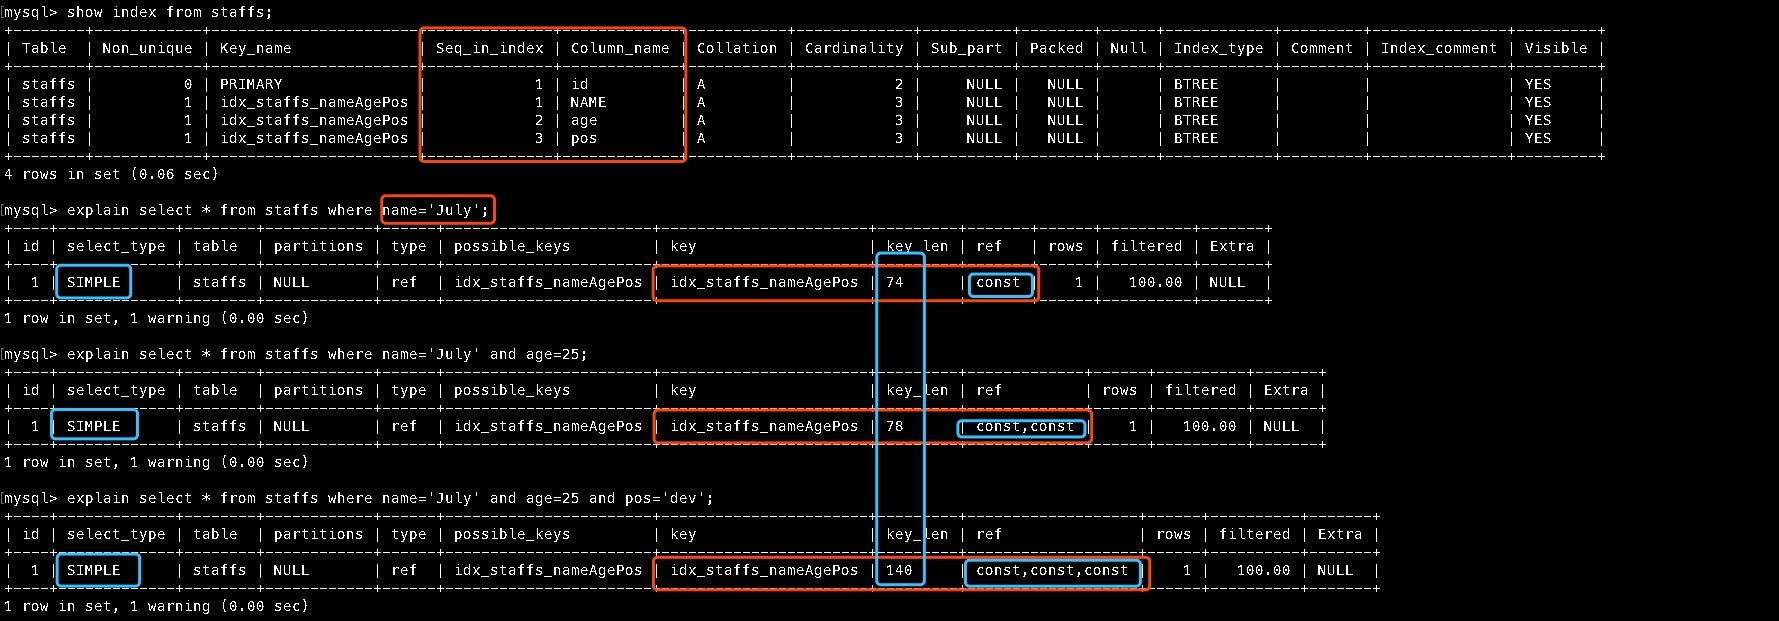 mysql> show index from staffs;
| Table | Non_unique | Key_name | Seq_in_index | Column_name | Collation | Cardinality | Sub_part | Packed | Null | Index_type | Comment | Index_comment | Visible |
| staffs | 0 | PRIMARY | 1 | id | A | 2 | NULL | NULL | | BTREE | | | YES |
| staffs | 1 | idx_staffs_nameAgePos | 1 | NAME | A | 3 | NULL | NULL | | BTREE | | | YES |
| staffs | 1 | idx_staffs_nameAgePos | 2 | age | A | 3 | NULL | NULL | | BTREE | | | YES |
| staffs | 1 | idx_staffs_nameAgePos | 3 | pos | A | 3 | NULL | NULL | | BTREE | | | YES |
4 rows in set (0.06 sec)
mysql> explain select * from staffs where name='July';
| id | select_type | table | partitions | type | possible_keys | key | key_len | ref | rows | filtered | Extra |
| 1 | SIMPLE | staffs | NULL | ref | idx_staffs_nameAgePos | idx_staffs_nameAgePos | 74 | const | 1 | 100.00 | NULL |
1 row in set, 1 warning (0.00 sec)
mysql> explain select * from staffs where name='July' and age=25;
| id | select_type | table | partitions | type | possible_keys | key | key_len | ref | rows | filtered | Extra |
| 1 | SIMPLE | staffs | NULL | ref | idx_staffs_nameAgePos | idx_staffs_nameAgePos | 78 | const,const | 1 | 100.00 | NULL |
1 row in set, 1 warning (0.00 sec)
mysql> explain select * from staffs where name='July' and age=25 and pos='dev';
| id | select_type | table | partitions | type | possible_keys | key | key_len | ref | rows | filtered | Extra |
| 1 | SIMPLE | staffs | NULL | ref | idx_staffs_nameAgePos | idx_staffs_nameAgePos | 140 | const,const,const | 1 | 100.00 | NULL |
1 row in set, 1 warning (0.00 sec)